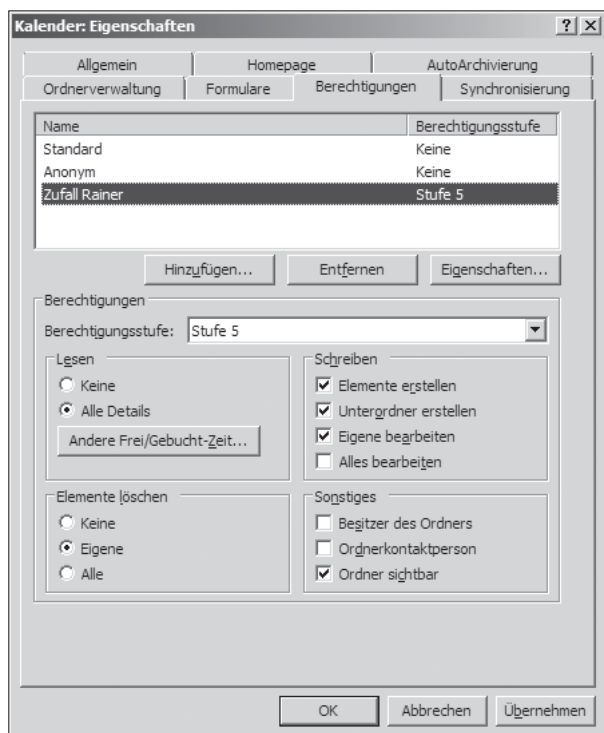 Kalender: Eigenschaften
Allgemein Homepage AutoArchivierung
Ordnerverwaltung Formulare Berechtigungen Synchronisierung
Name Berechtigungsstufe
Standard Keine
Anonym Keine
Zufall Rainer Stufe 5
Hinzufügen... Entfernen Eigenschaften...
Berechtigungen
Berechtigungsstufe: Stufe 5
Lesen
Keine
Alle Details
Andere Frei/Gebucht-Zeit...
Schreiben
Elemente erstellen
Unterordner erstellen
Eigene bearbeiten
Alles bearbeiten
Elemente löschen
Keine
Eigene
Alle
Sonstiges
Besitzer des Ordners
Ordnerkontaktperson
Ordner sichtbar
OK Abbrechen Übernehmen